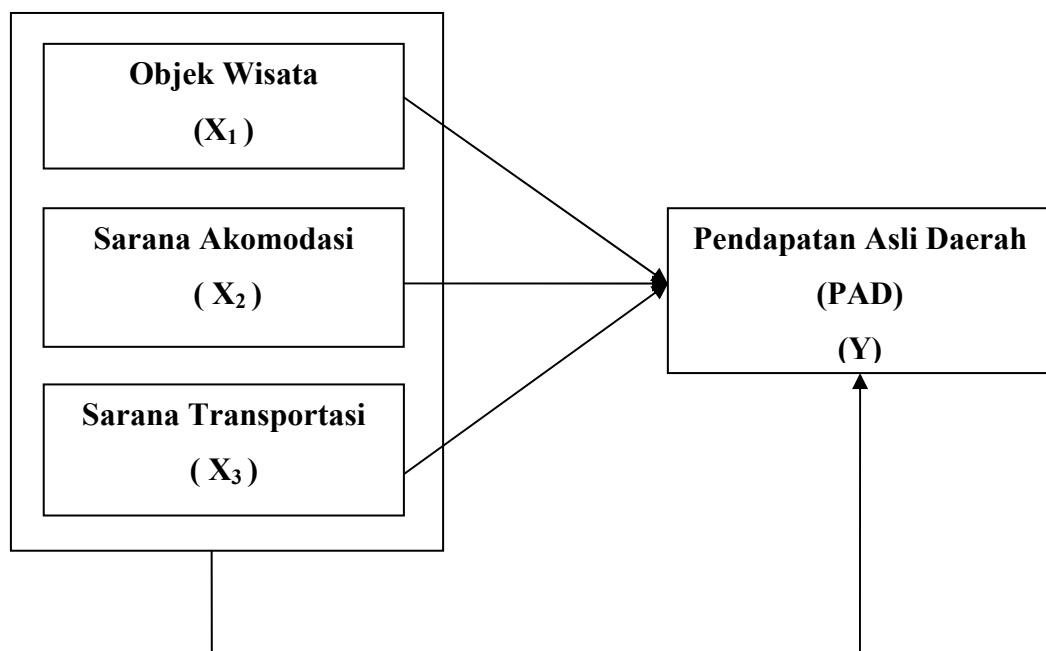 Objek Wisata
(X₁ )
Sarana Akomodasi
( X₂ )
Sarana Transportasi
( X₃ )
Pendapatan Asli Daerah
(PAD)
(Y)